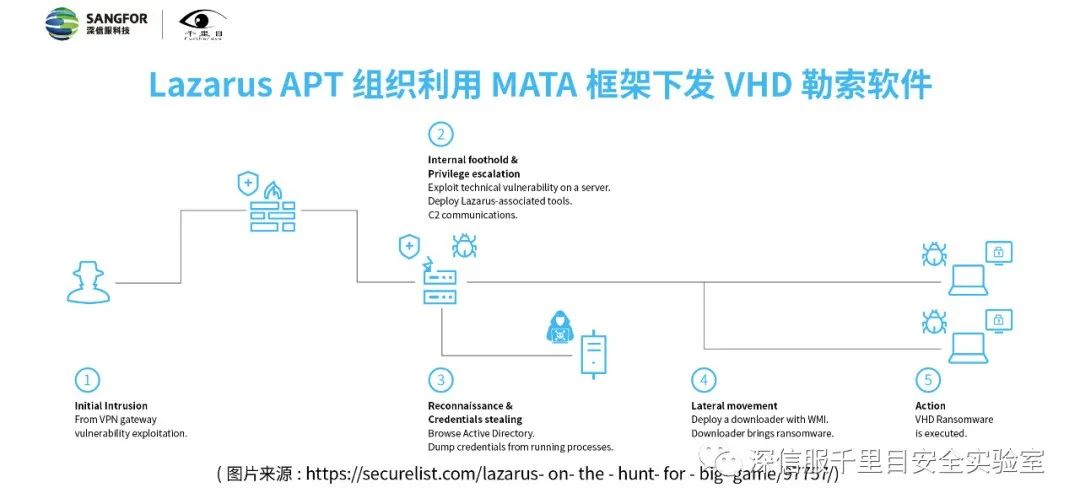 SANGFOR
深信服科技
千里目
Lazarus APT 组织利用 MATA 框架下发 VHD 勒索软件
2
Internal foothold &
Privilege escalation
Exploit technical vulnerability on a server.
Deploy Lazarus-associated tools.
C2 communications.
1
Initial Intrusion
From VPN gateway
vulnerability exploitation.
3
Reconnaissance &
Credentials stealing
Browse Active Directory.
Dump credentials from running processes.
4
Lateral movement
Deploy a downloader with WMI.
Downloader brings ransomware.
5
Action
VHD Ransomware
is executed.
深信服千里目安全实验室
( 图片来源 : https://securelist.com/lazarus- on- the - hunt- for - big- game/97757/)